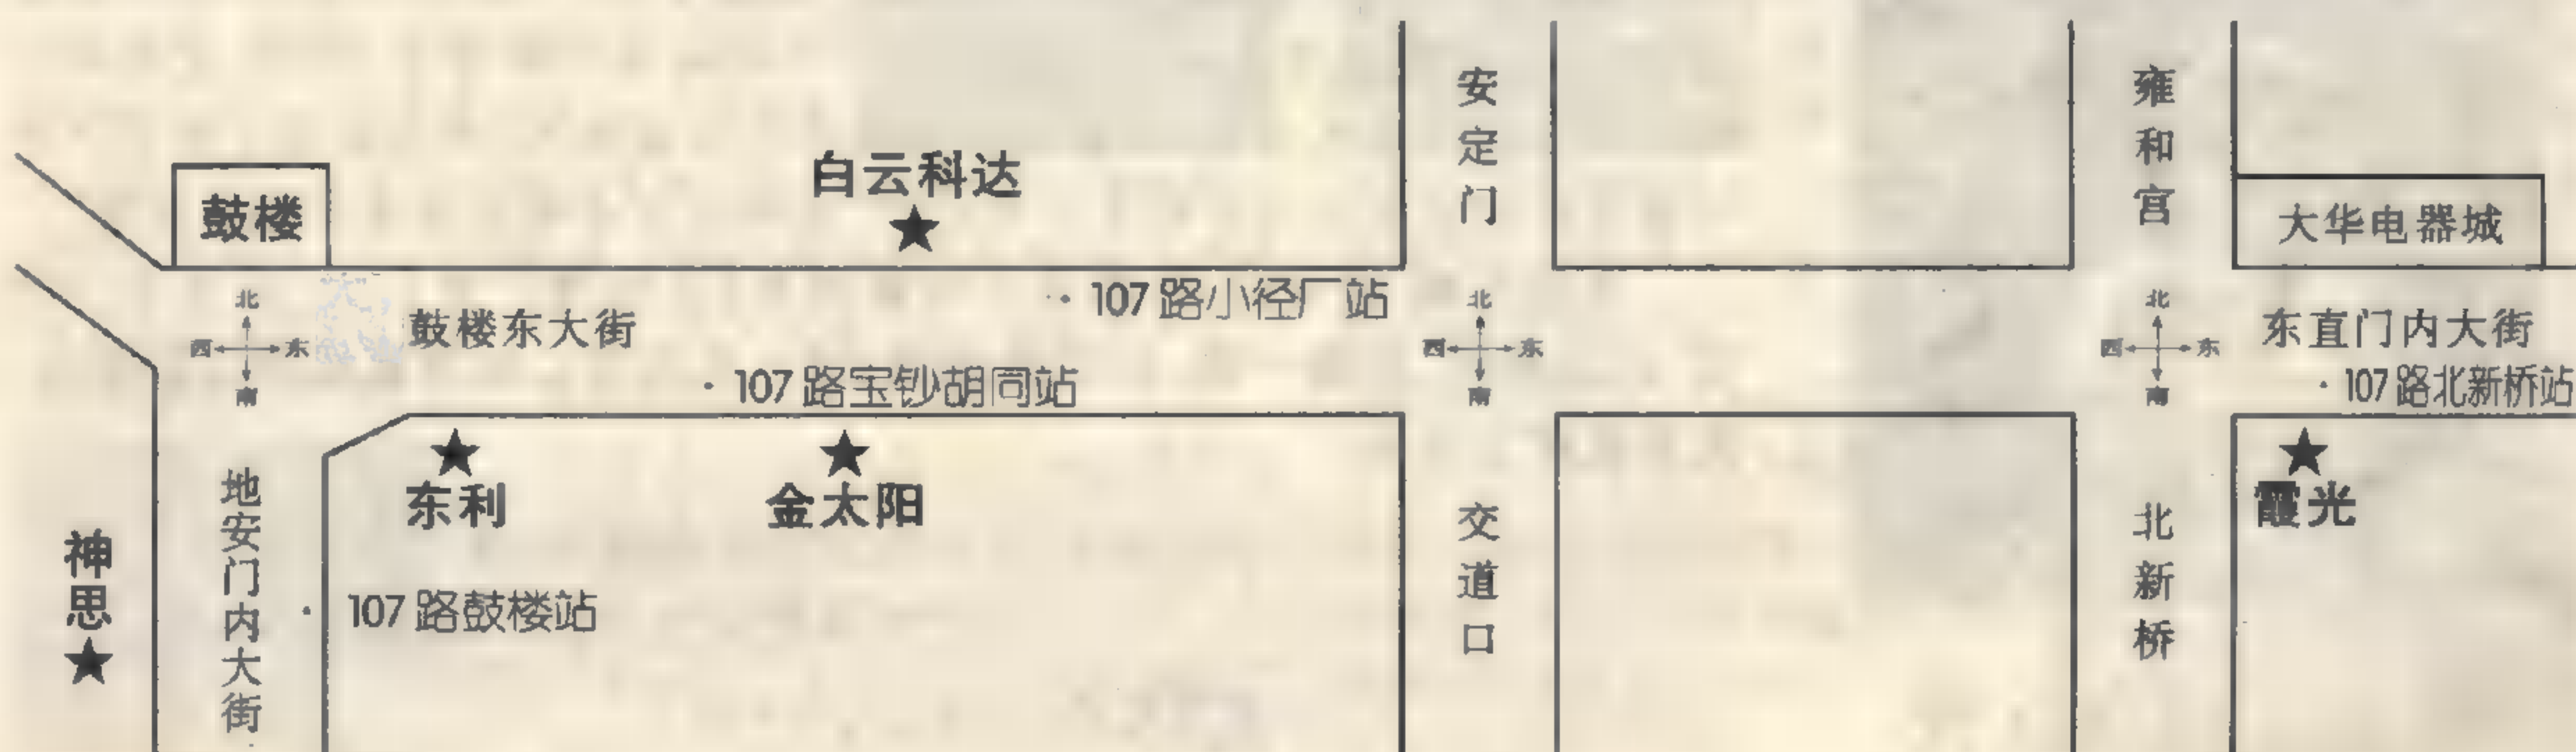 鼓楼
白云科达
安定门
雍和宫
大华电器城
北
西 东
南
鼓楼东大街
·107路小径厂站
·107路宝钞胡同站
北
西 东
南
北
西 东
南
东直门内大街
·107路北新桥站
神思
地安门内大街
东利
金太阳
·107路鼓楼站
交道口
北新桥
霞光